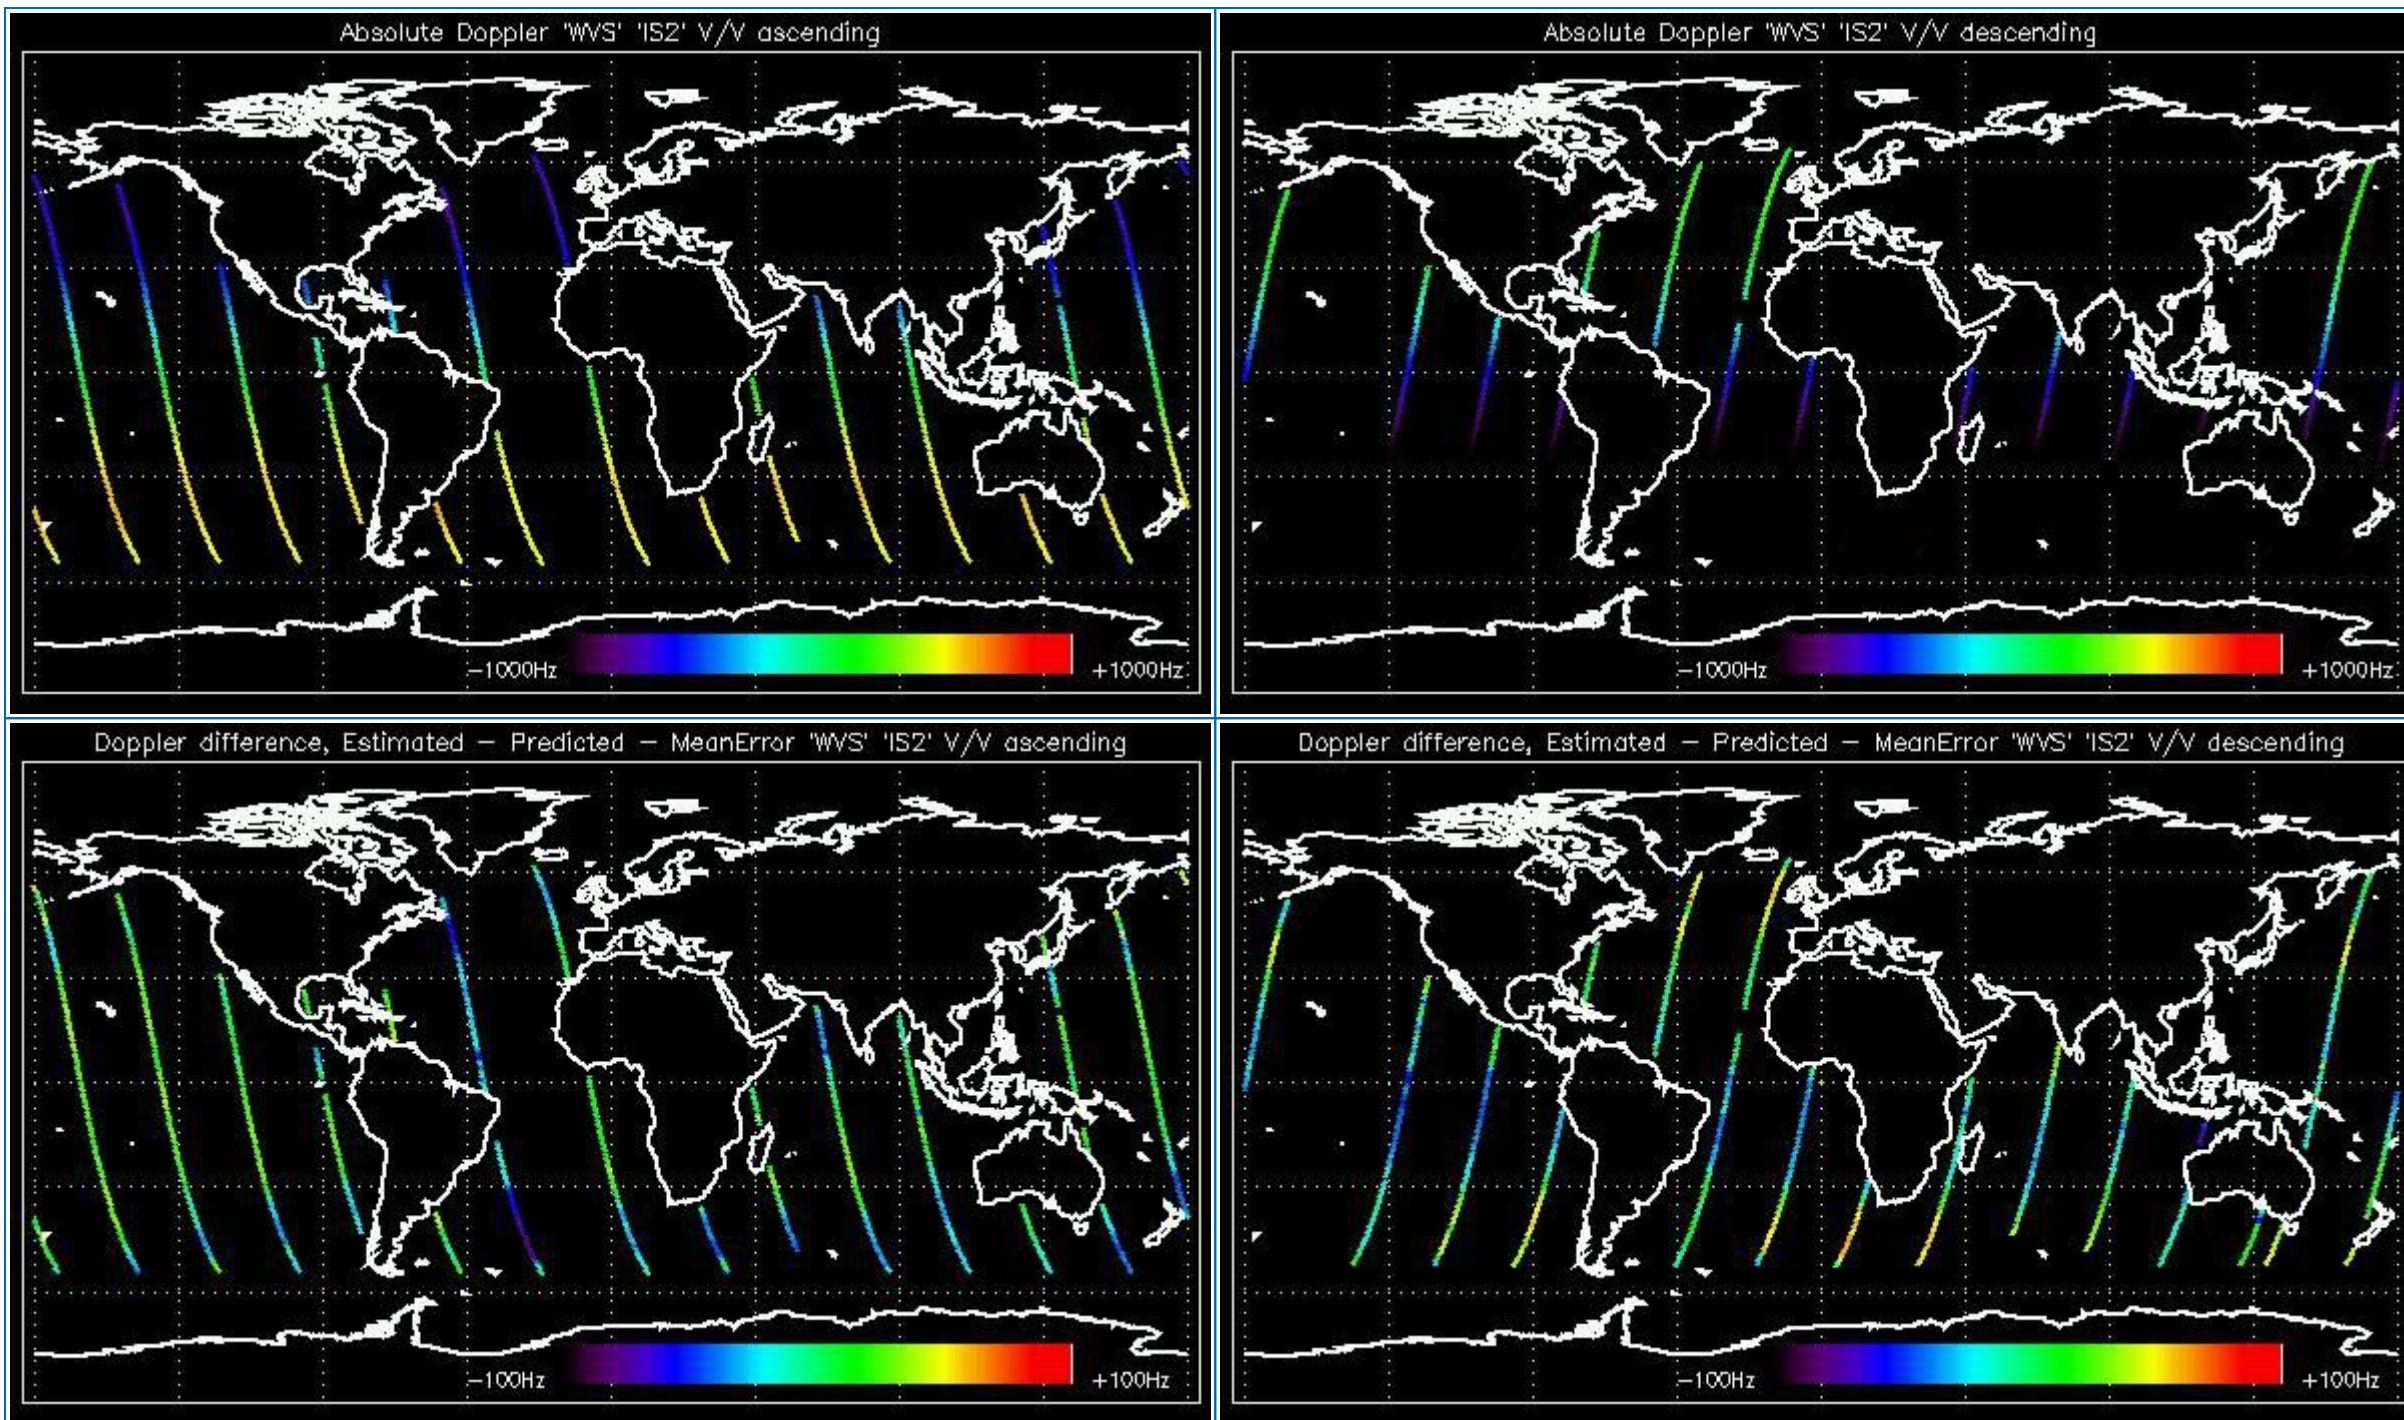 Absolute Doppler 'WVS' 'IS2' V/V ascending
-1000Hz
+1000Hz
Absolute Doppler 'WVS' 'IS2' V/V descending
-1000Hz
+1000Hz
Doppler difference, Estimated - Predicted - MeanError 'WVS' 'IS2' V/V ascending
-100Hz
+100Hz
Doppler difference, Estimated - Predicted - MeanError 'WVS' 'IS2' V/V descending
-100Hz
+100Hz